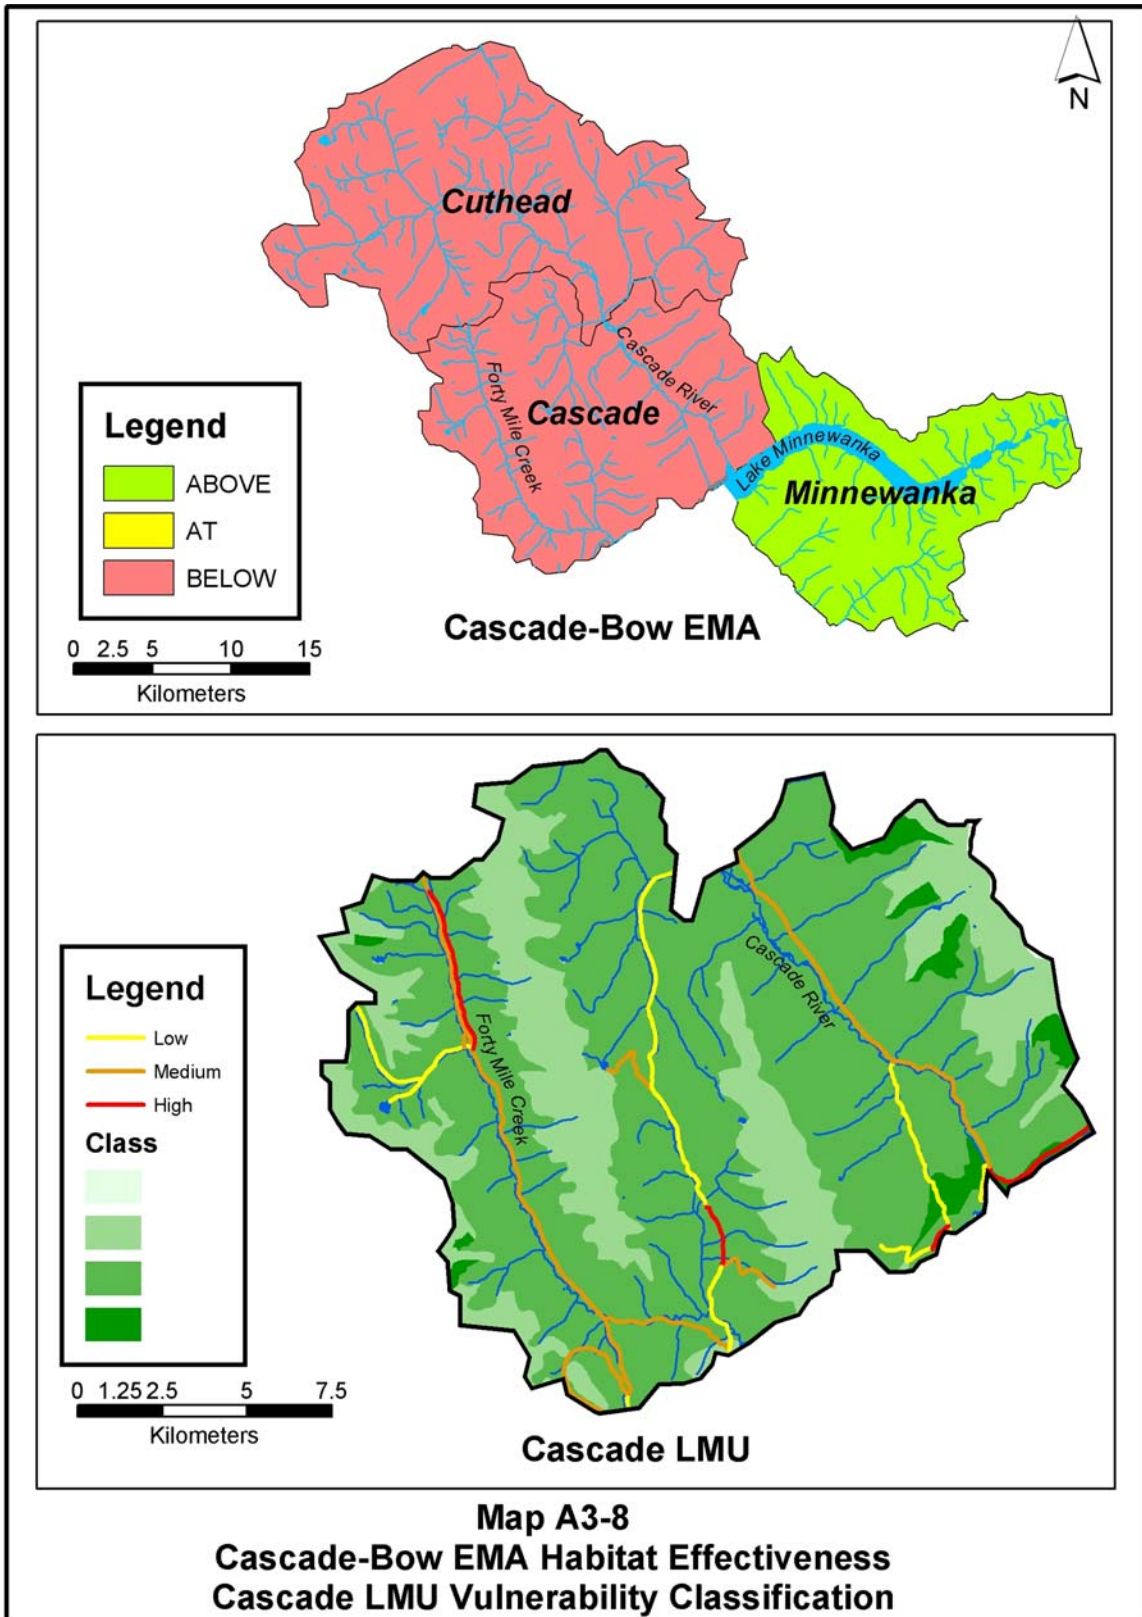 N
Cuthead
Cascade River
Forty Mile Creek
Cascade
Lake Minnewanka
Minnewanka
Legend
ABOVE
AT
BELOW
Cascade-Bow EMA
0 2.5 5 10 15
Kilometers
Cascade River
Forty Mile Creek
Legend
Low
Medium
High
Class
0 1.25 2.5 5 7.5
Kilometers
Cascade LMU
Map A3-8
Cascade-Bow EMA Habitat Effectiveness
Cascade LMU Vulnerability Classification